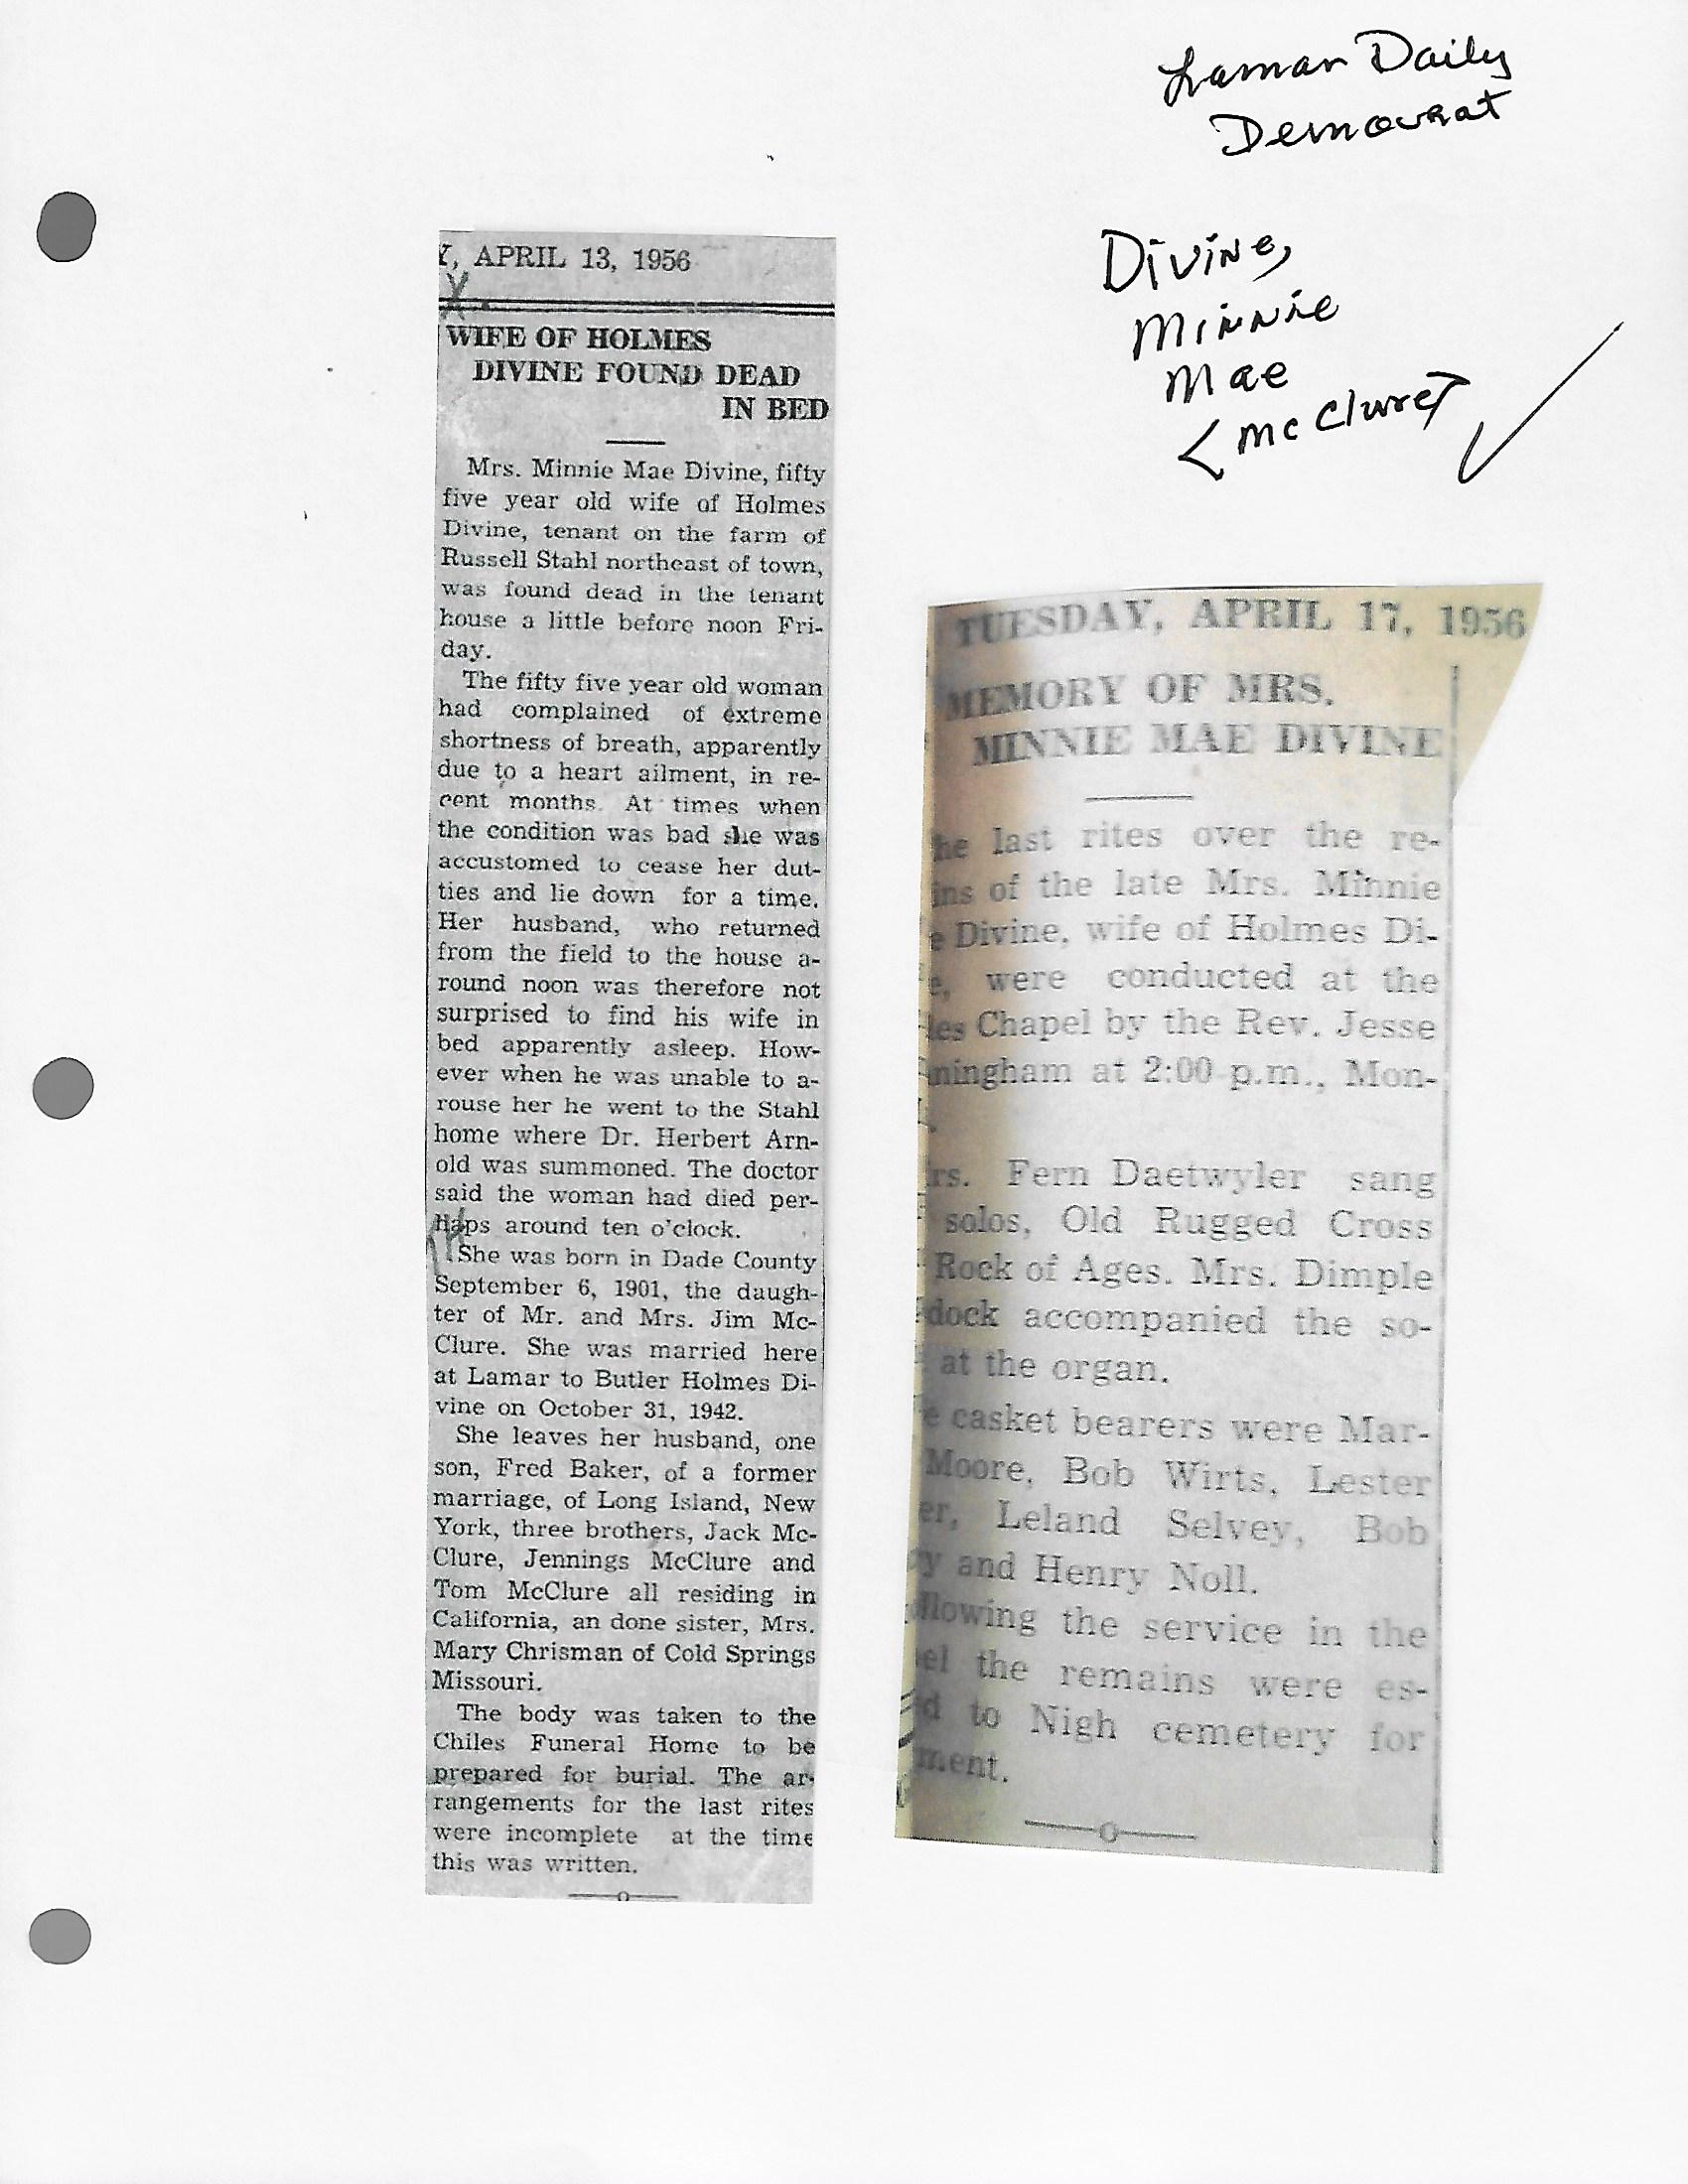 Lamar Daily
Democrat
Divine,
Minnie
Mae
< McClure>
Y, APRIL 13, 1956
WIFE OF HOLMES
DIVINE FOUND DEAD
IN BED
Mrs. Minnie Mae Divine, fifty
five year old wife of Holmes
Divine, tenant on the farm of
Russell Stahl northeast of town,
was found dead in the tenant
house a little before noon Fri-
day.
The fifty five year old woman
had complained of extreme
shortness of breath, apparently
due to a heart ailment, in re-
cent months. At times when
the condition was bad she was
accustomed to cease her dut-
ties and lie down for a time.
Her husband, who returned
from the field to the house a-
round noon was therefore not
surprised to find his wife in
bed apparently asleep. How-
ever when he was unable to a-
rouse her he went to the Stahl
home where Dr. Herbert Arn-
old was summoned. The doctor
said the woman had died per-
haps around ten o'clock.
She was born in Dade County
September 6, 1901, the daugh-
ter of Mr. and Mrs. Jim Mc-
Clure. She was married here
at Lamar to Butler Holmes Di-
vine on October 31, 1942.
She leaves her husband, one
son, Fred Baker, of a former
marriage, of Long Island, New
York, three brothers, Jack Mc-
Clure, Jennings McClure and
Tom McClure all residing in
California, an done sister, Mrs.
Mary Chrisman of Cold Springs
Missouri.
The body was taken to the
Chiles Funeral Home to be
prepared for burial. The ar-
rangements for the last rites
were incomplete at the time
this was written.
TUESDAY, APRIL 17, 1956
MEMORY OF MRS.
MINNIE MAE DIVINE
he last rites over the re-
ins of the late Mrs. Minnie
e Divine, wife of Holmes Di-
e, were conducted at the
les Chapel by the Rev. Jesse
mingham at 2:00 p.m., Mon-
rs. Fern Daetwyler sang
solos, Old Rugged Cross
Rock of Ages. Mrs. Dimple
dock accompanied the so-
at the organ.
e casket bearers were Mar-
Moore, Bob Wirts, Lester
er, Leland Selvey, Bob
y and Henry Noll.
llowing the service in the
el the remains were es-
d to Nigh cemetery for
ment.